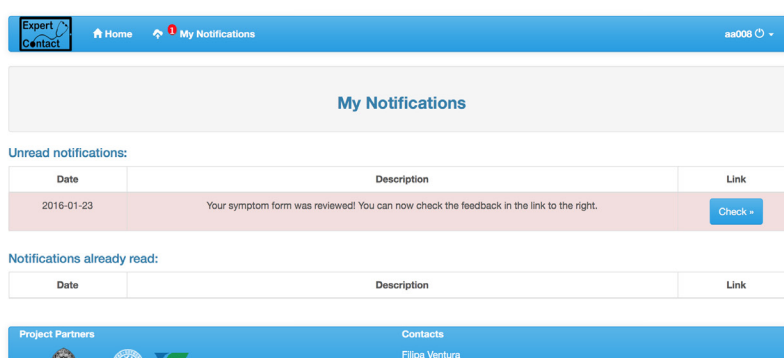 Expert
Contact
Home 1 My Notifications aa008
My Notifications
Unread notifications:
Date Description Link
2016-01-23 Your symptom form was reviewed! You can now check the feedback in the link to the right. Check »
Notifications already read:
Date Description Link
Project Partners Contacts
Filipa Ventura